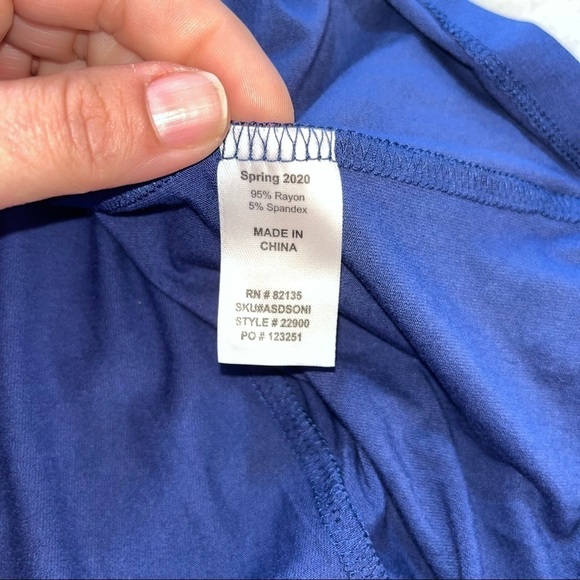 Spring 2020
95% Rayon
5% Spandex
MADE IN
CHINA
RN # 82135
SKU#ASDSONI
STYLE # 22900
PO # 123251